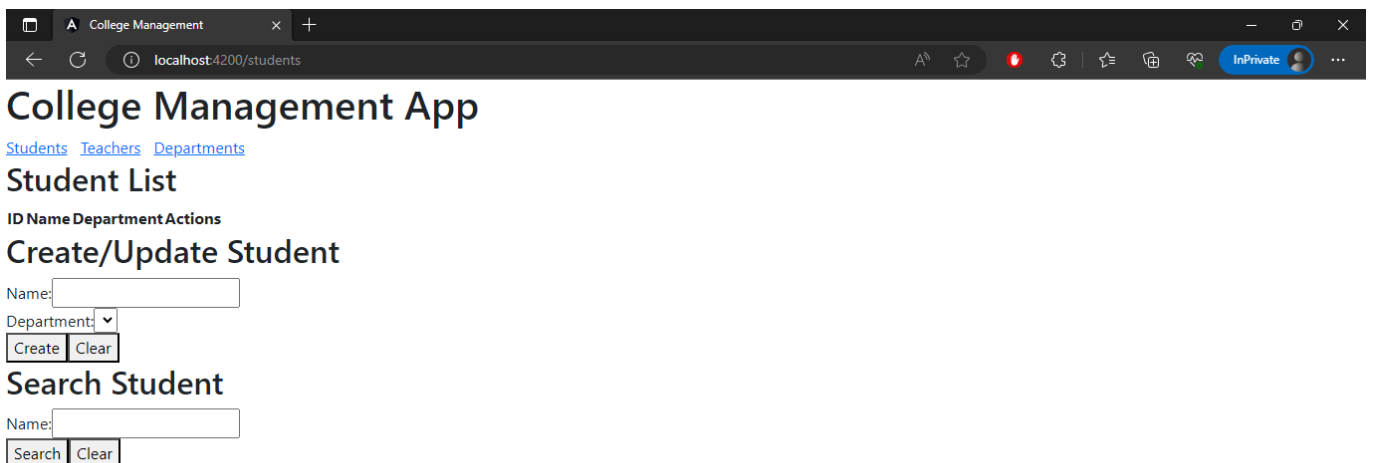 College Management
localhost:4200/students
InPrivate
College Management App
Students Teachers Departments
Student List
ID Name Department Actions
Create/Update Student
Name:
Department:
Create Clear
Search Student
Name:
Search Clear